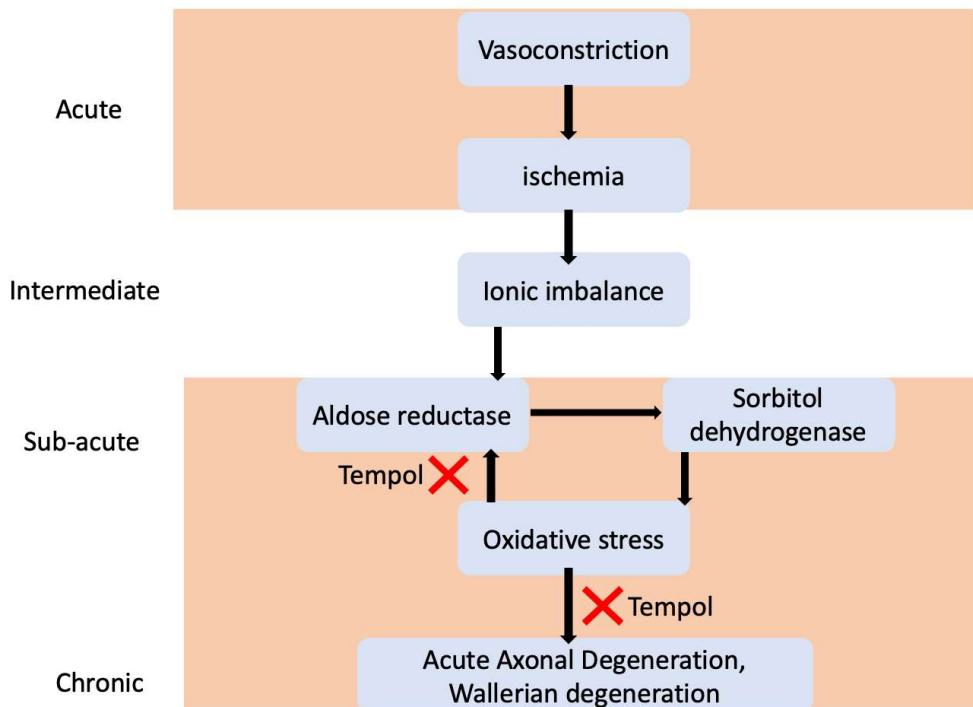 Vasoconstriction
Acute
ischemia
Intermediate
Ionic imbalance
Aldose reductase
Sorbitol
dehydrogenase
Sub-acute
Tempol
Oxidative stress
Tempol
Acute Axonal Degeneration,
Wallerian degeneration
Chronic